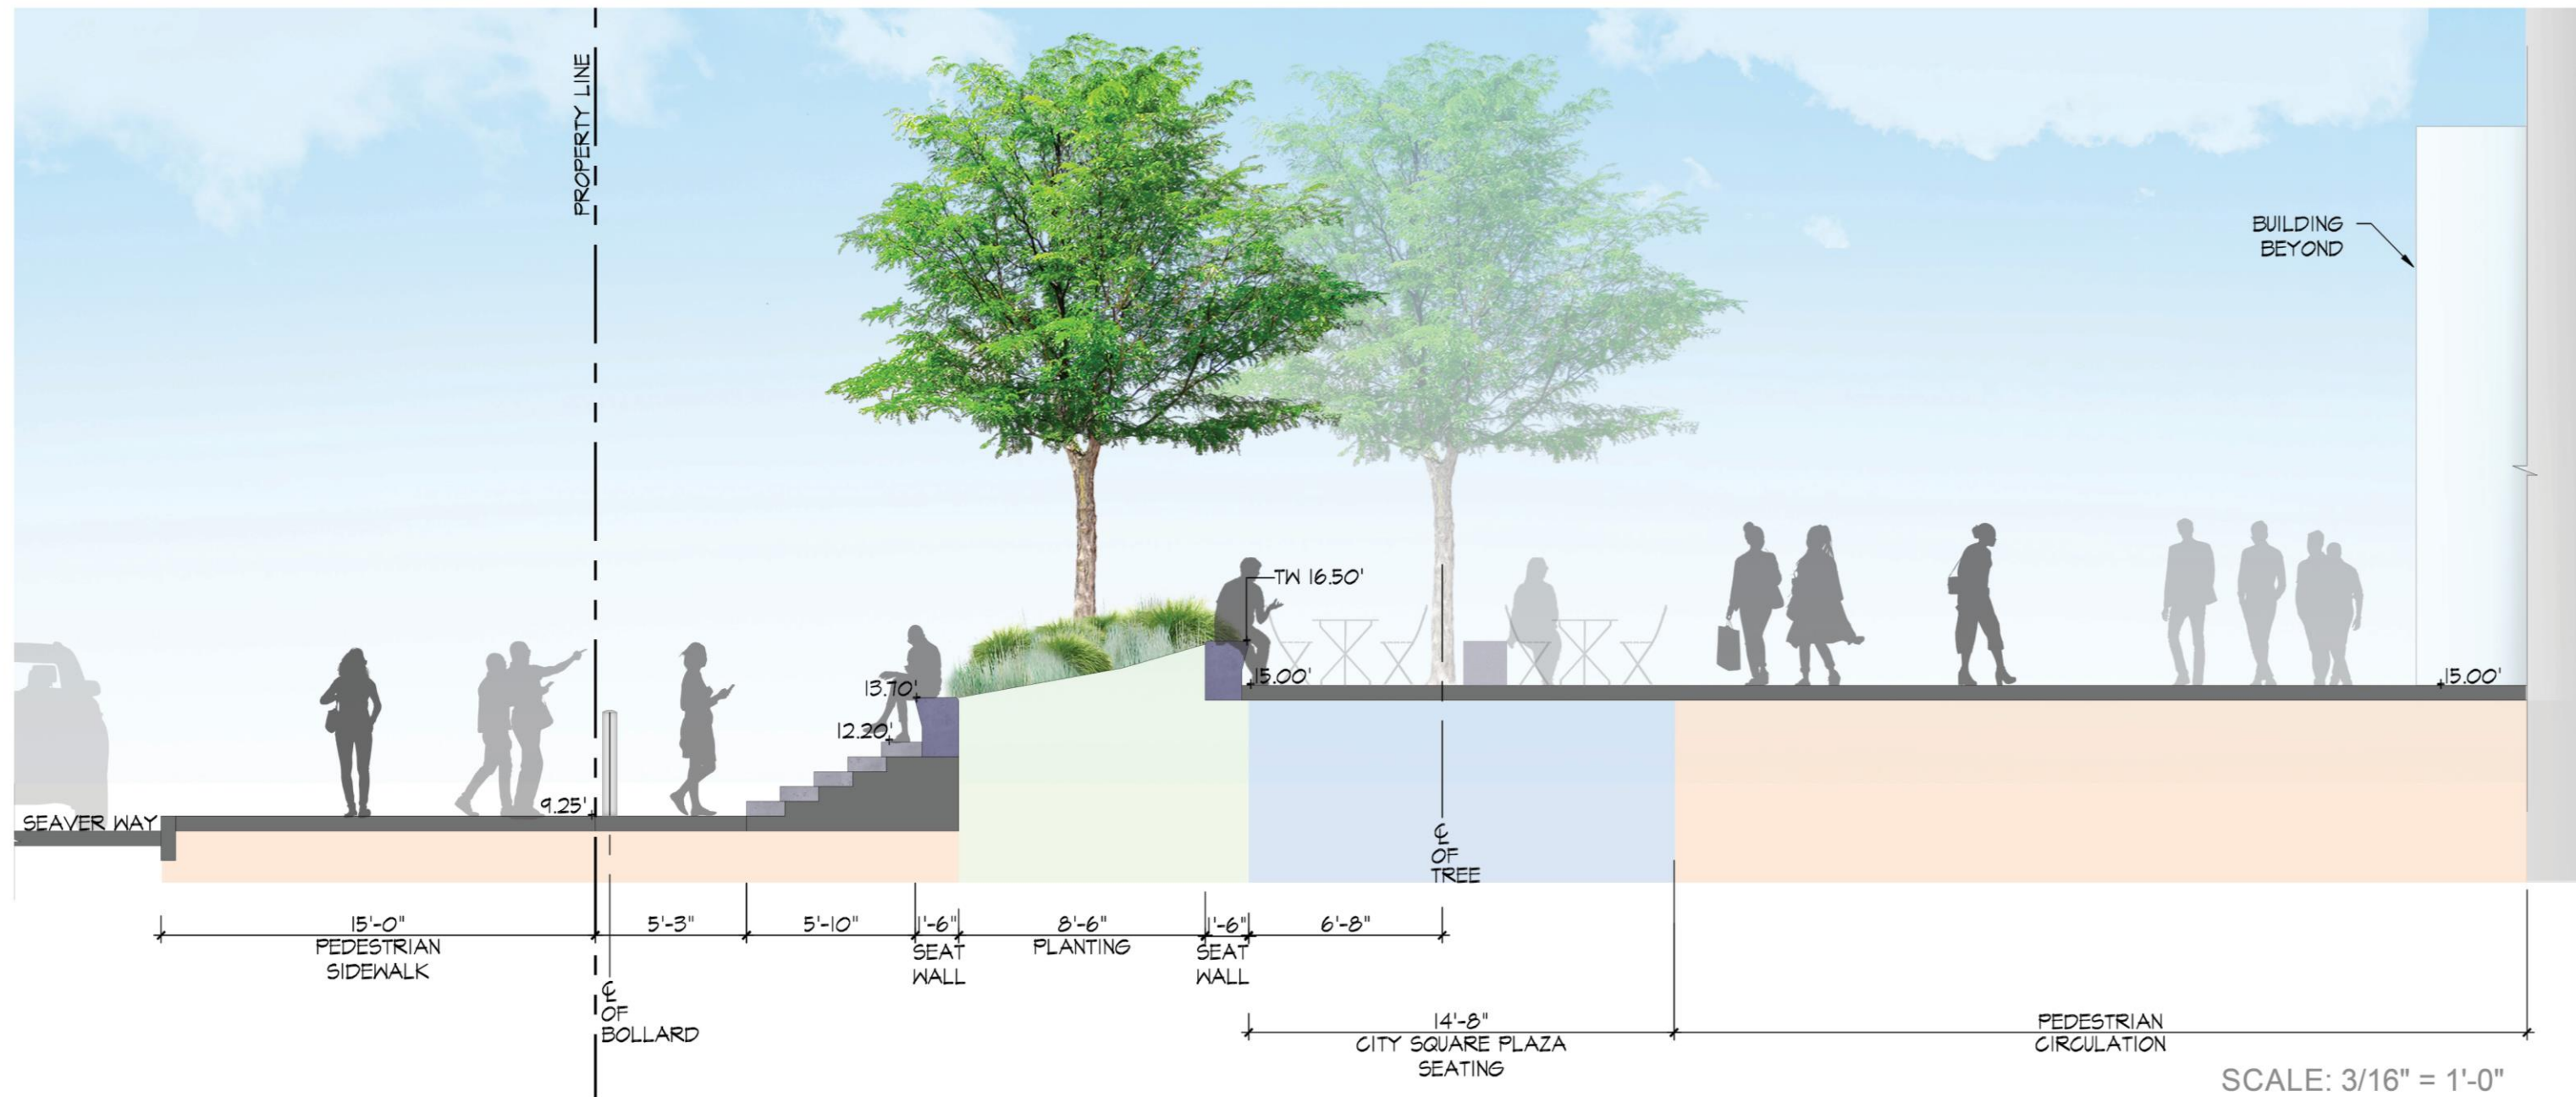 PROPERTY LINE
BUILDING
BEYOND
TW 16.50'
15.00'
15.00'
13.70'
12.20'
9.25'
SEAVER WAY
℄
OF
TREE
15'-0"
PEDESTRIAN
SIDEWALK
5'-3"
5'-10"
1'-6"
SEAT
WALL
8'-6"
PLANTING
1'-6"
SEAT
WALL
6'-8"
℄
OF
BOLLARD
14'-8"
CITY SQUARE PLAZA
SEATING
PEDESTRIAN
CIRCULATION
SCALE: 3/16" = 1'-0"